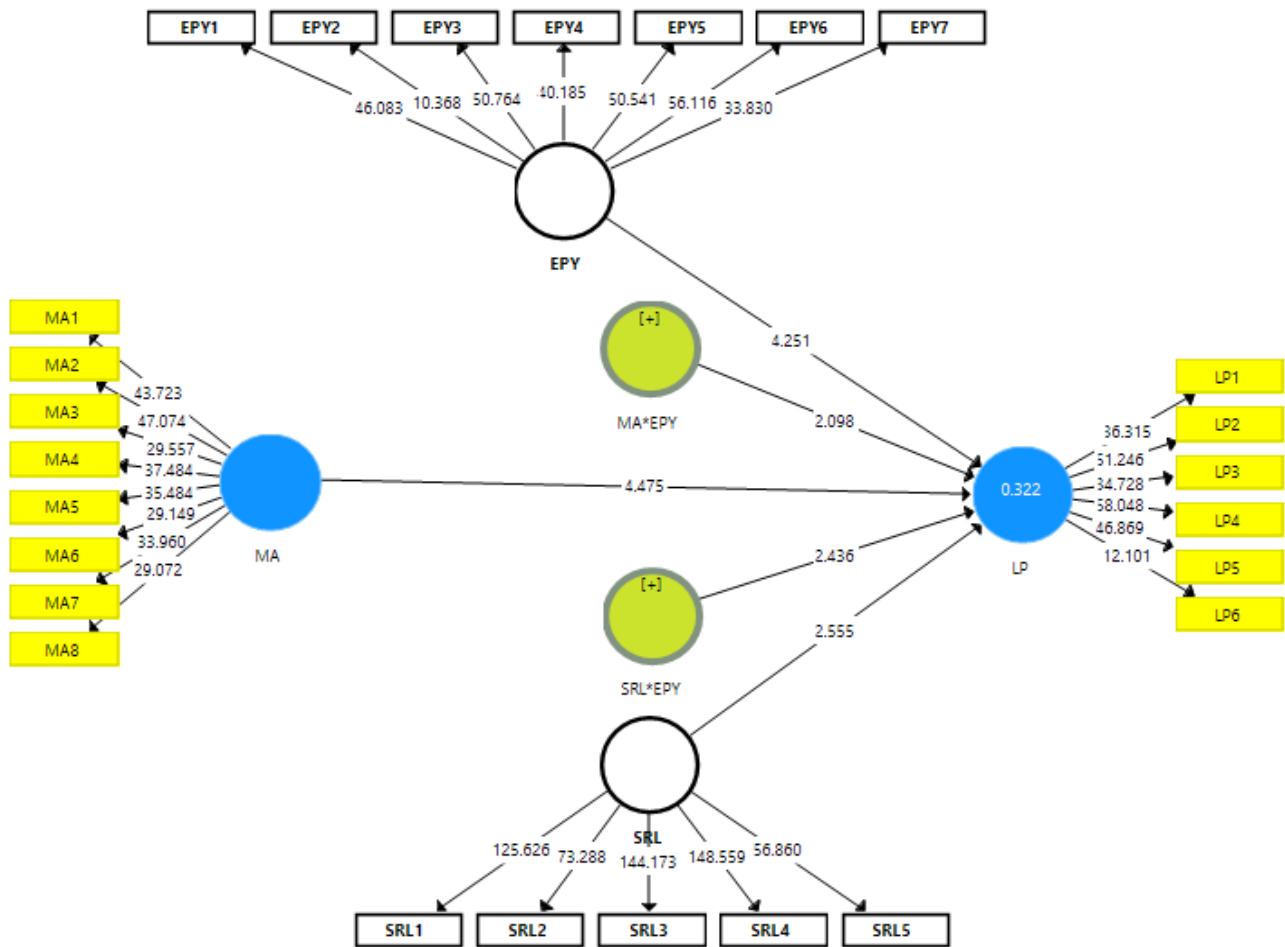 EPY1 EPY2 EPY3 EPY4 EPY5 EPY6 EPY7
46.083 10.368 50.764 40.185 50.541 56.116 33.830
EPY
MA1
MA2
MA3
MA4
MA5
MA6
MA7
MA8
43.723
47.074
29.557
37.484
35.484
29.149
33.960
29.072
MA
[+]
MA*EPY
4.251
2.098
4.475
2.436
2.555
[+]
SRL*EPY
0.322
LP
36.315
51.246
34.728
58.048
46.869
12.101
LP1
LP2
LP3
LP4
LP5
LP6
SRL
125.626 73.288 144.173 148.559 56.860
SRL1 SRL2 SRL3 SRL4 SRL5